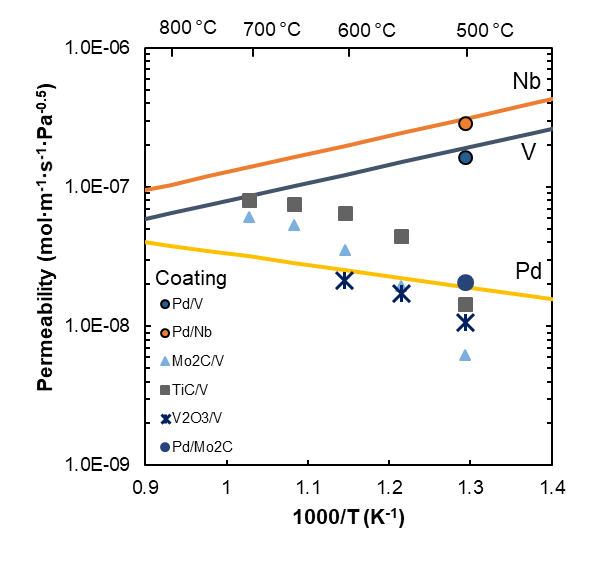 800 °C 700 °C 600 °C 500 °C
1.0E-06
Nb
V
1.0E-07
Pd
Coating
Pd/V
1.0E-08
Pd/Nb
Mo2C/V
TiC/V
V2O3/V
Pd/Mo2C
1.0E-09
0.9 1 1.1 1.2 1.3 1.4
1000/T (K-1)
Permeability (mol·m-1·s-1·Pa-0.5)